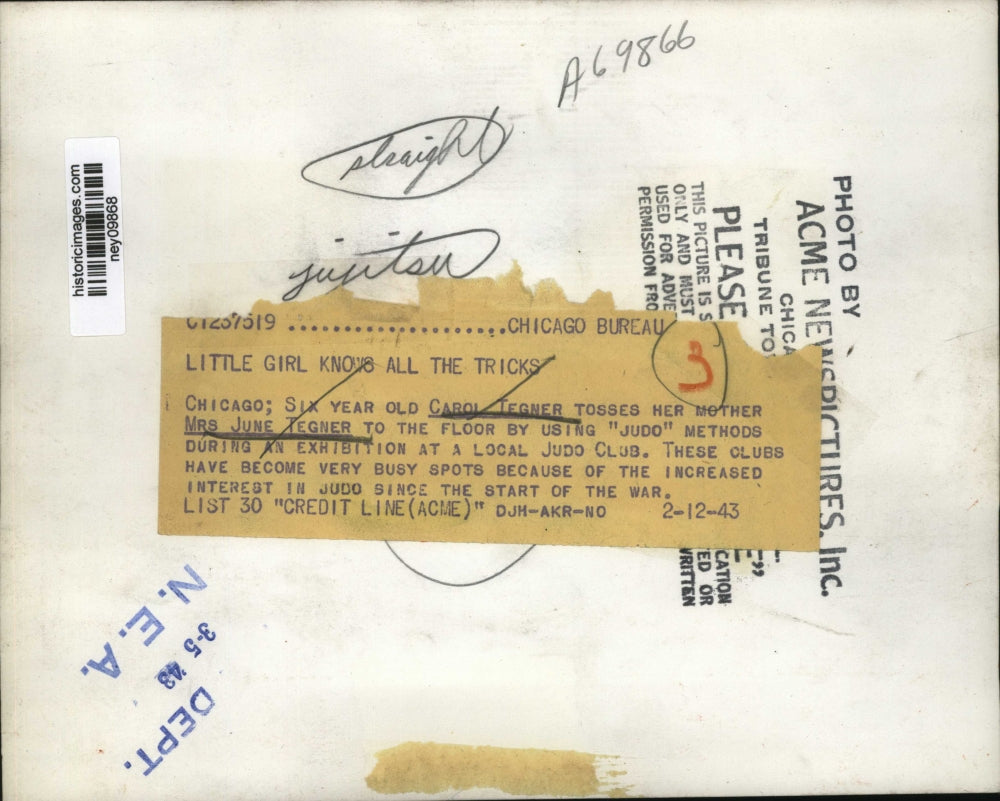 A69866
straight
jujitsu
historicimages.com
ney09868
C1237519 ......................CHICAGO BUREAU
3
LITTLE GIRL KNOWS ALL THE TRICKS
CHICAGO; SIX YEAR OLD CAROL TEGNER TOSSES HER MOTHER
MRS JUNE TEGNER TO THE FLOOR BY USING "JUDO" METHODS
DURING AN EXHIBITION AT A LOCAL JUDO CLUB. THESE CLUBS
HAVE BECOME VERY BUSY SPOTS BECAUSE OF THE INCREASED
INTEREST IN JUDO SINCE THE START OF THE WAR.
LIST 30 "CREDIT LINE(ACME)" DJH-AKR-NO 2-12-43
PHOTO BY
ACME NEWSPICTURES, Inc.
TRIBUNE TO
CHICA
PLEASE
THIS PICTURE IS S
ONLY AND MUST
USED FOR ADVE
PERMISSION FRO
CATION
ED OR
WRITTEN
N. E. A.
3-5 '43
DEPT.